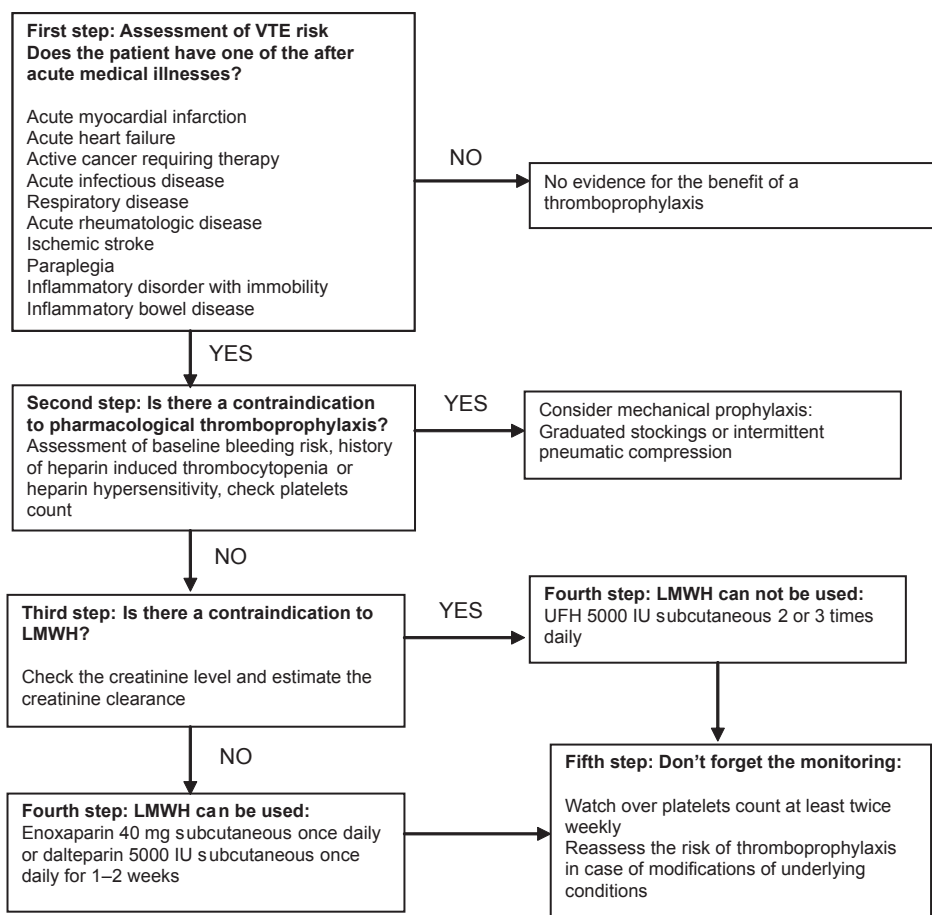 First step: Assessment of VTE risk
Does the patient have one of the after
acute medical illnesses?
Acute myocardial infarction
Acute heart failure
Active cancer requiring therapy
Acute infectious disease
Respiratory disease
Acute rheumatologic disease
Ischemic stroke
Paraplegia
Inflammatory disorder with immobility
Inflammatory bowel disease
NO
No evidence for the benefit of a
thromboprophylaxis
YES
Second step: Is there a contraindication
to pharmacological thromboprophylaxis?
Assessment of baseline bleeding risk, history
of heparin induced thrombocytopenia or
heparin hypersensitivity, check platelets
count
YES
Consider mechanical prophylaxis:
Graduated stockings or intermittent
pneumatic compression
NO
Third step: Is there a contraindication to
LMWH?
Check the creatinine level and estimate the
creatinine clearance
YES
Fourth step: LMWH can not be used:
UFH 5000 IU subcutaneous 2 or 3 times
daily
NO
Fourth step: LMWH can be used:
Enoxaparin 40 mg subcutaneous once daily
or dalteparin 5000 IU subcutaneous once
daily for 1–2 weeks
Fifth step: Don’t forget the monitoring:
Watch over platelets count at least twice
weekly
Reassess the risk of thromboprophylaxis
in case of modifications of underlying
conditions